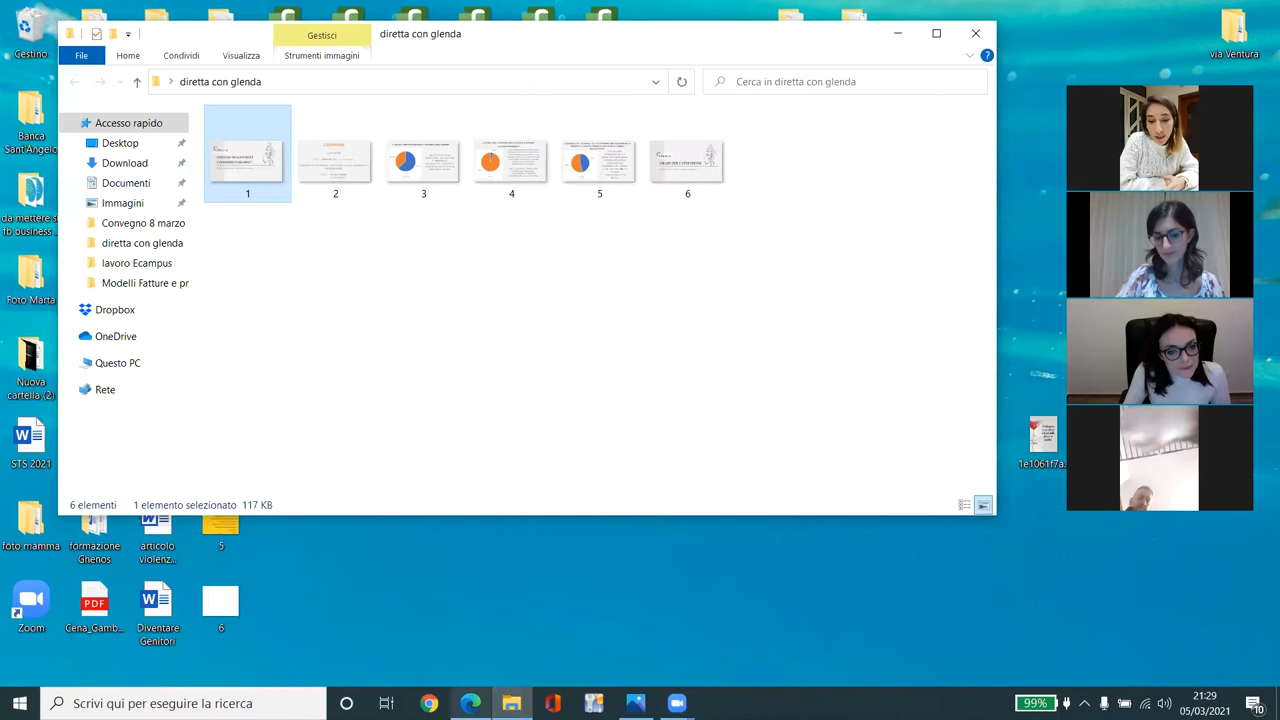 Gestisci
diretta con glenda
File
Home
Condividi
Visualizza
Strumenti immagini
diretta con glenda
Cerca in diretta con glenda
Accesso rapido
Desktop
Download
Documenti
Immagini
Convegno 8 marzo
diretta con glenda
lavoro Ecampus
Modelli Fatture e pr
Dropbox
OneDrive
Questo PC
Rete
1
2
3
4
5
6
6 elementi
1 elemento selezionato
117 KB
Cestino
Banca
Sant'Angelo
da mettere s
fb business
Foto Marta
Nuova
cartella (2)
STS 2021
foto mamma
formazione
Ghenos
articolo
violenz...
5
Zoom
PDF
Cena_Gamb...
Diventare
Genitori
6
via Ventura
1e1061f7a.
Scrivi qui per eseguire la ricerca
99%
21:29
05/03/2021
10